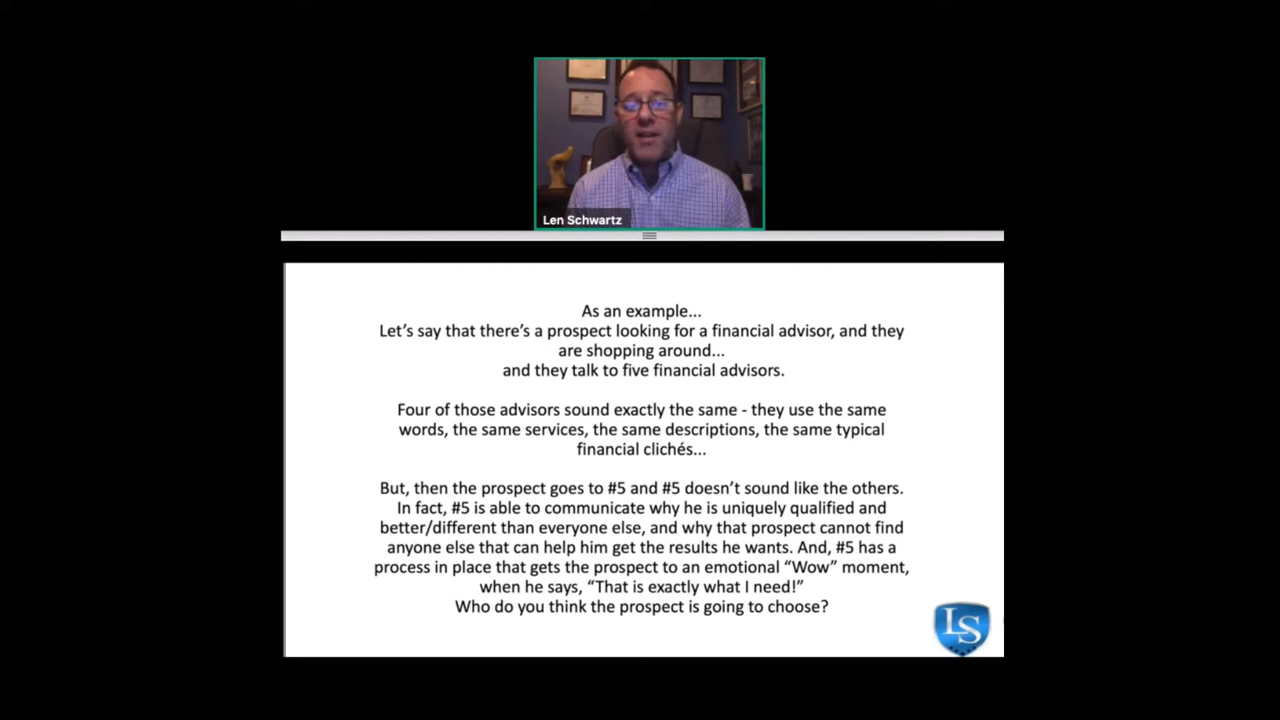 Len Schwartz
As an example...
Let's say that there's a prospect looking for a financial advisor, and they
are shopping around...
and they talk to five financial advisors.
Four of those advisors sound exactly the same - they use the same
words, the same services, the same descriptions, the same typical
financial clichés...
But, then the prospect goes to #5 and #5 doesn't sound like the others.
In fact, #5 is able to communicate why he is uniquely qualified and
better/different than everyone else, and why that prospect cannot find
anyone else that can help him get the results he wants. And, #5 has a
process in place that gets the prospect to an emotional “Wow” moment,
when he says, “That is exactly what I need!”
Who do you think the prospect is going to choose?
LS